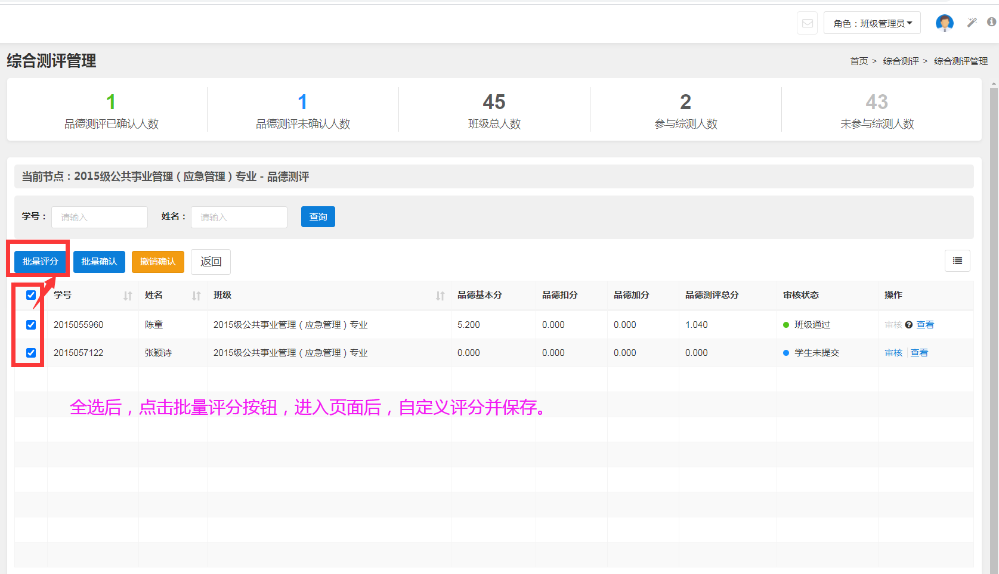 角色：班级管理员
综合测评管理
首页 > 综合测评 > 综合测评管理
1 1 45 2 43
品德测评已确认人数 品德测评未确认人数 班级总人数 参与综测人数 未参与综测人数
当前节点：2015级公共事业管理（应急管理）专业 - 品德测评
学号： 请输入 姓名： 请输入 查询
批量评分 批量确认 撤销确认 返回
学号 姓名 班级 品德基本分 品德扣分 品德加分 品德测评总分 审核状态 操作
2015055960 陈童 2015级公共事业管理（应急管理）专业 5.200 0.000 0.000 1.040 班级通过 审核 查看
2015057122 张颖诗 2015级公共事业管理（应急管理）专业 0.000 0.000 0.000 0.000 学生未提交 审核 查看
全选后，点击批量评分按钮，进入页面后，自定义评分并保存。